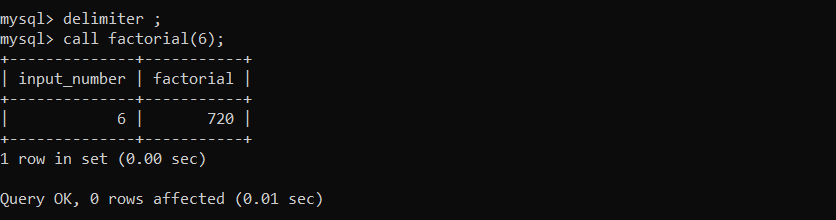 mysql> delimiter ;
mysql> call factorial(6);
+--------------+-----------+
| input_number | factorial |
+--------------+-----------+
|            6 |       720 |
+--------------+-----------+
1 row in set (0.00 sec)

Query OK, 0 rows affected (0.01 sec)